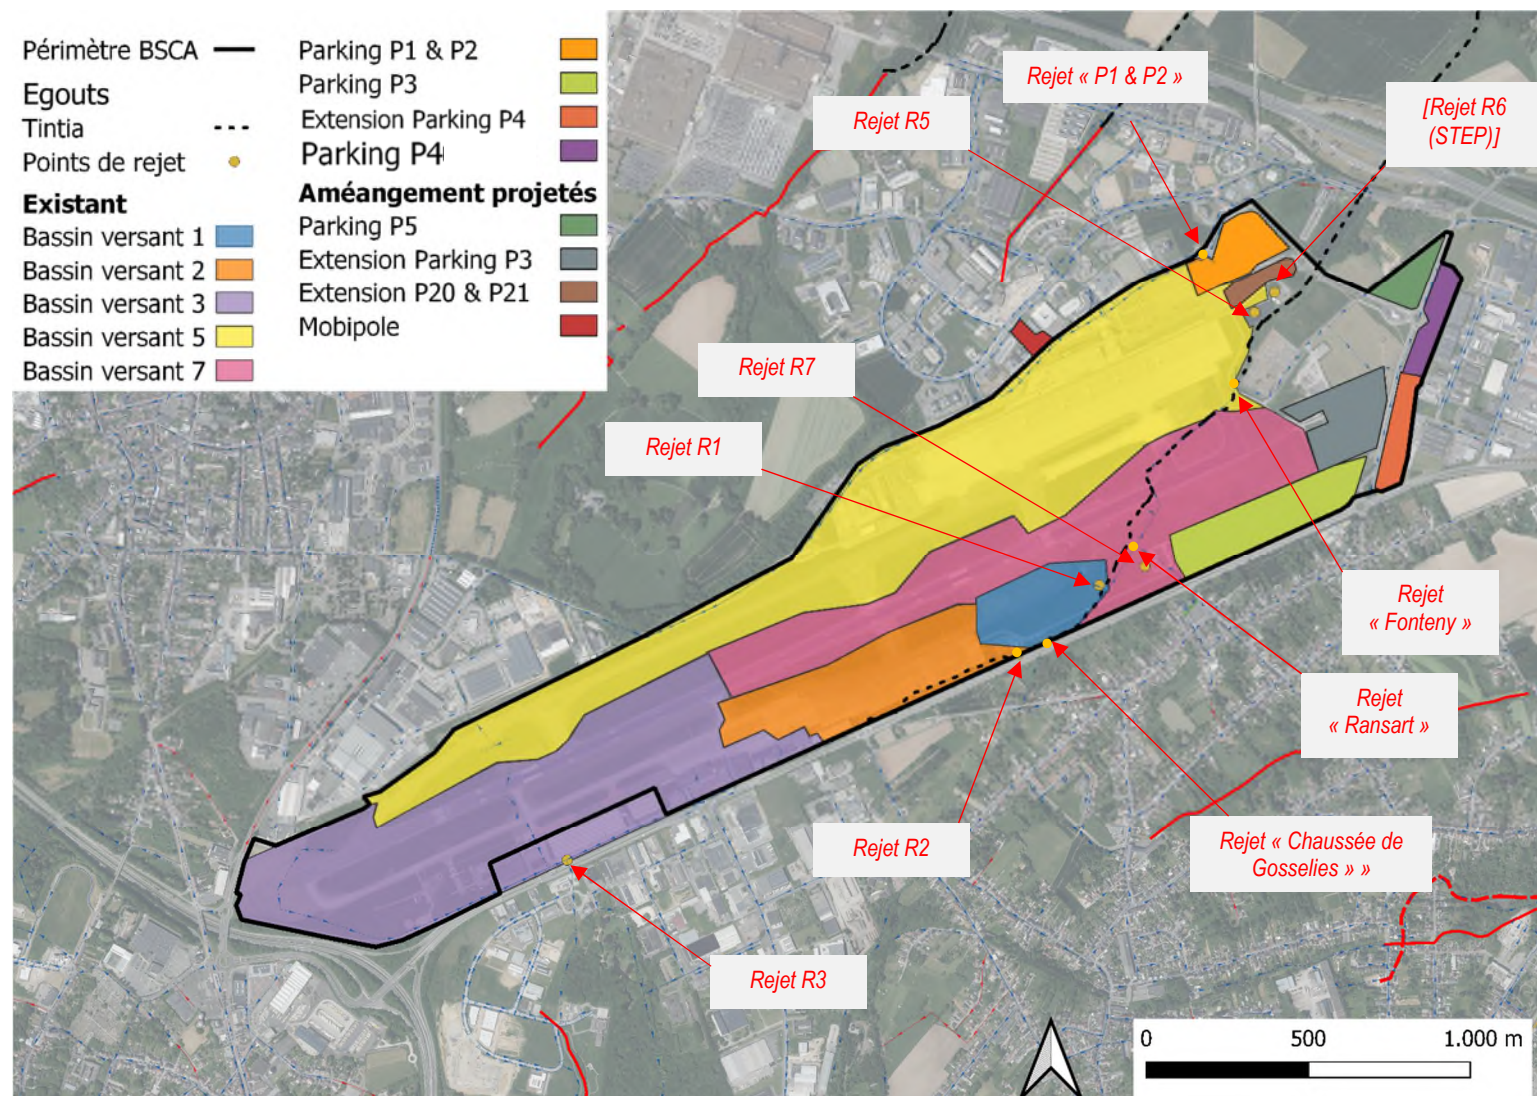 Périmètre BSCA
Egouts
Tintia
Points de rejet
Existant
Bassin versant 1
Bassin versant 2
Bassin versant 3
Bassin versant 5
Bassin versant 7
Parking P1 & P2
Parking P3
Extension Parking P4
Parking P4
Améangement projetés
Parking P5
Extension Parking P3
Extension P20 & P21
Mobipole
Rejet « P1 & P2 »
Rejet R5
[Rejet R6
(STEP)]
Rejet R7
Rejet R1
Rejet
« Fonteny »
Rejet
« Ransart »
Rejet R2
Rejet « Chaussée de
Gosselies » »
Rejet R3
0 500 1.000 m